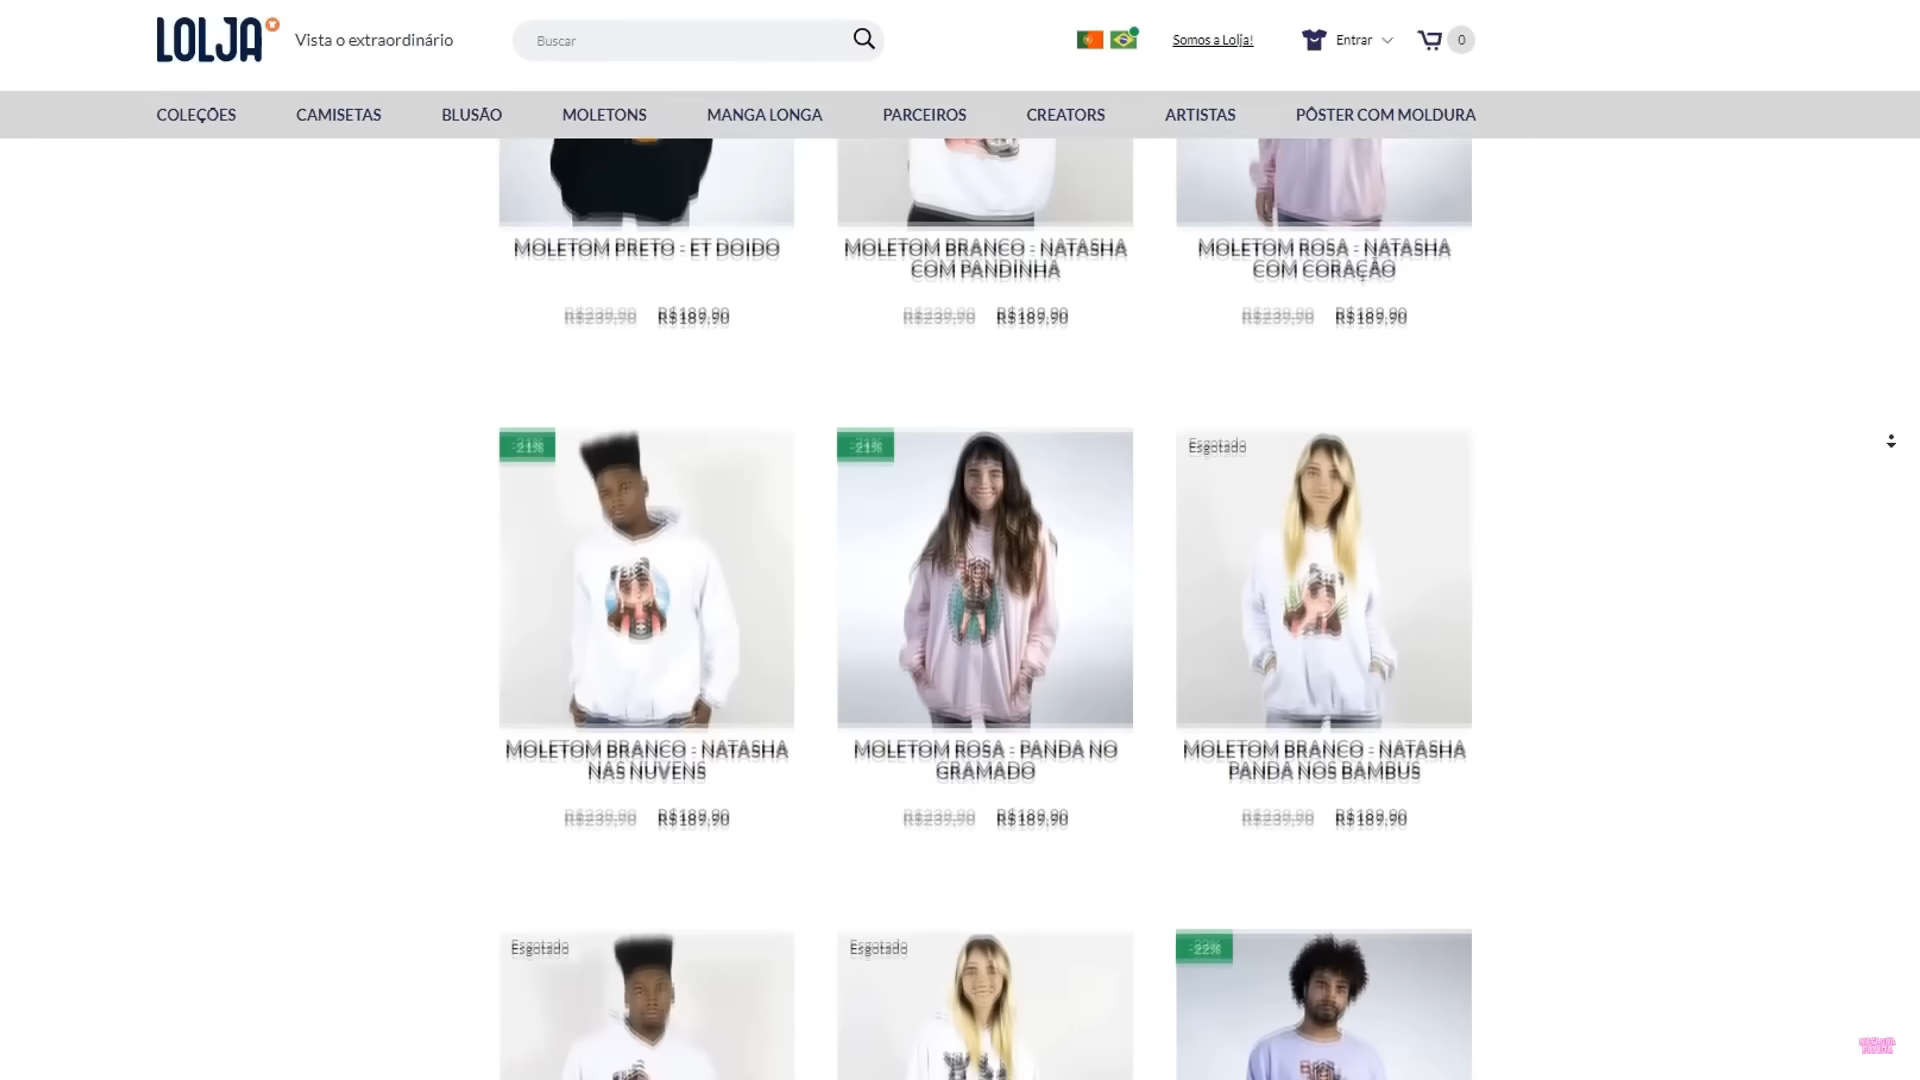 LOLJA
Vista o extraordinário
Buscar
Somos a Lolja!
Entrar
0
COLEÇÕES
CAMISETAS
BLUSÃO
MOLETONS
MANGA LONGA
PARCEIROS
CREATORS
ARTISTAS
PÔSTER COM MOLDURA
MOLETOM PRETO - ET DOIDO
R$239,90 R$189,90
MOLETOM BRANCO - NATASHA
COM PANDINHA
R$239,90 R$189,90
MOLETOM ROSA - NATASHA
COM CORAÇÃO
R$239,90 R$189,90
-21%
MOLETOM BRANCO - NATASHA
NAS NUVENS
R$239,90 R$189,90
-21%
MOLETOM ROSA - PANDA NO
GRAMADO
R$239,90 R$189,90
Esgotado
MOLETOM BRANCO - NATASHA
PANDA NOS BAMBUS
R$239,90 R$189,90
Esgotado
Esgotado
-22%